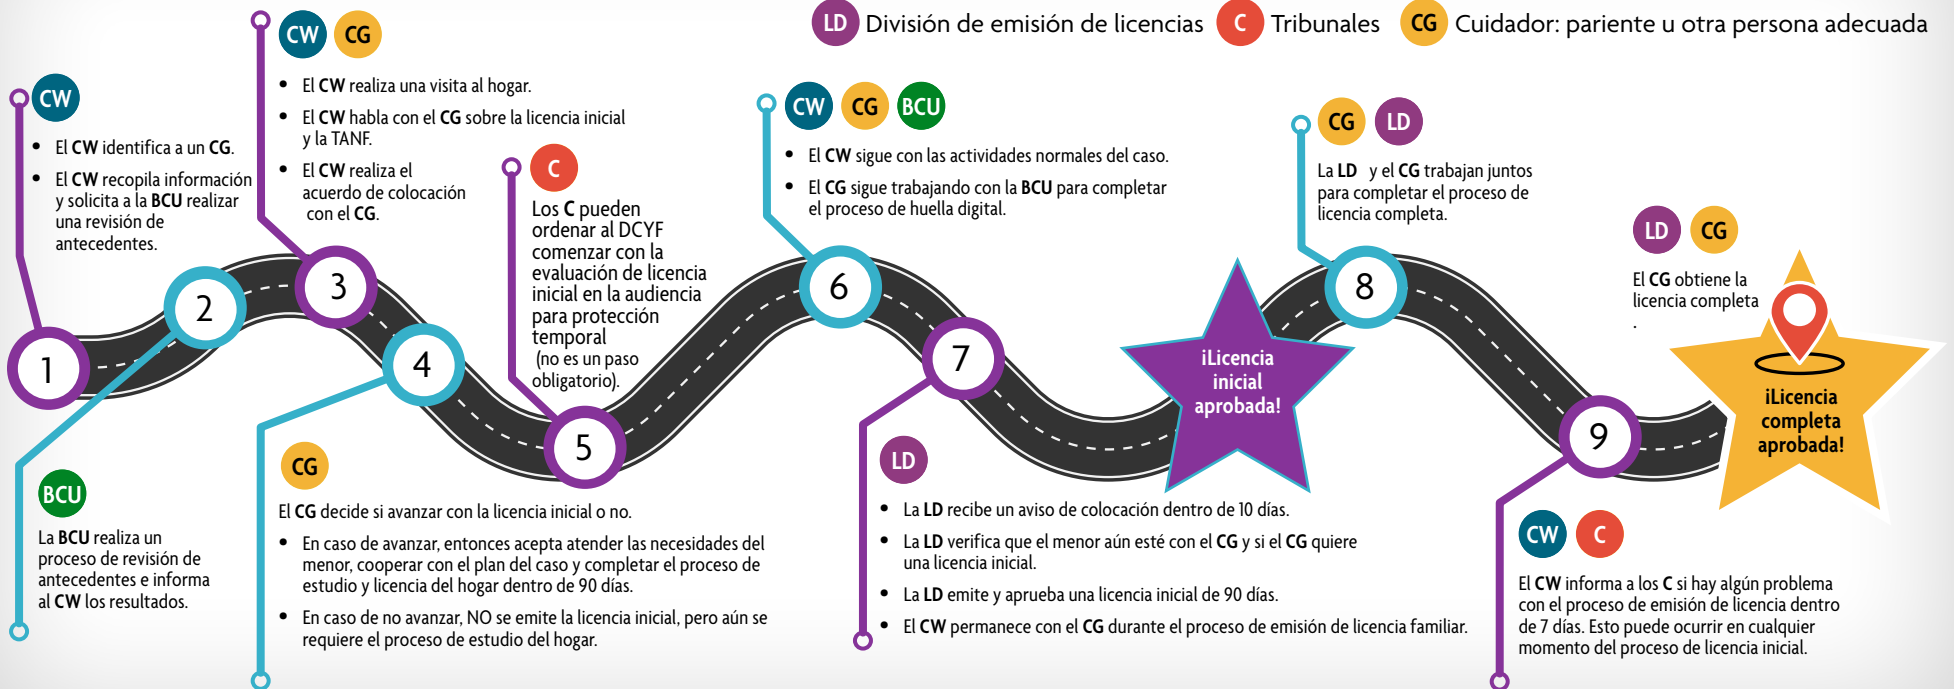 LD División de emisión de licencias C Tribunales CG Cuidador: pariente u otra persona adecuada
CW
• El CW identifica a un CG.
• El CW recopila información
y solicita a la BCU realizar
una revisión de
antecedentes.
1
2
BCU
La BCU realiza un
proceso de revisión de
antecedentes e informa
al CW los resultados.
CW CG
• El CW realiza una visita al hogar.
• El CW habla con el CG sobre la licencia inicial
y la TANF.
• El CW realiza el
acuerdo de colocación
con el CG.
3
4
CG
El CG decide si avanzar con la licencia inicial o no.
• En caso de avanzar, entonces acepta atender las necesidades del
menor, cooperar con el plan del caso y completar el proceso de
estudio y licencia del hogar dentro de 90 días.
• En caso de no avanzar, NO se emite la licencia inicial, pero aún se
requiere el proceso de estudio del hogar.
C
Los C pueden
ordenar al DCYF
comenzar con la
evaluación de licencia
inicial en la audiencia
para protección
temporal
(no es un paso
obligatorio).
5
CW CG BCU
• El CW sigue con las actividades normales del caso.
• El CG sigue trabajando con la BCU para completar
el proceso de huella digital.
6
7
LD
• La LD recibe un aviso de colocación dentro de 10 días.
• La LD verifica que el menor aún esté con el CG y si el CG quiere
una licencia inicial.
• La LD emite y aprueba una licencia inicial de 90 días.
• El CW permanece con el CG durante el proceso de emisión de licencia familiar.
¡Licencia
inicial
aprobada!
CG LD
La LD y el CG trabajan juntos
para completar el proceso de
licencia completa.
8
9
CW C
El CW informa a los C si hay algún problema
con el proceso de emisión de licencia dentro
de 7 días. Esto puede ocurrir en cualquier
momento del proceso de licencia inicial.
LD CG
El CG obtiene la
licencia completa
.
¡Licencia
completa
aprobada!